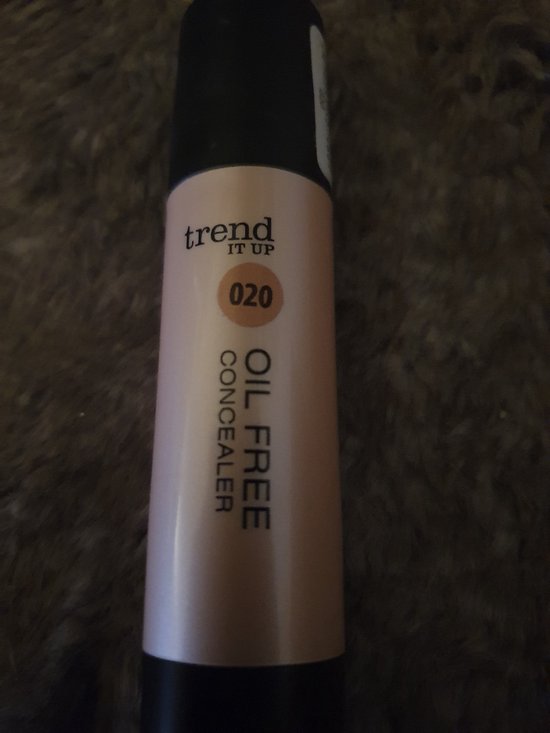 trend
IT UP
020
OIL FREE
CONCEALER